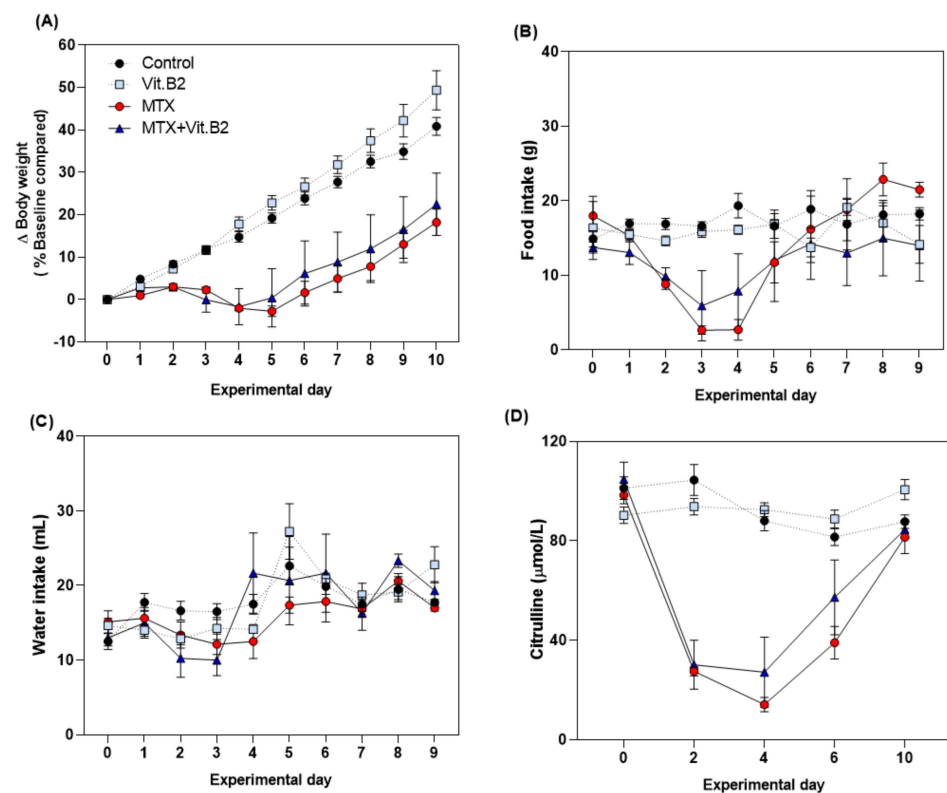 (A)
Δ Body weight
(% Baseline compared)
60
50
40
30
20
10
0
-10
Control
Vit.B2
MTX
MTX+Vit.B2
0 1 2 3 4 5 6 7 8 9 10
Experimental day
(B)
Food intake (g)
40
30
20
10
0
0 1 2 3 4 5 6 7 8 9
Experimental day
(C)
Water intake (mL)
40
30
20
10
0
0 1 2 3 4 5 6 7 8 9
Experimental day
(D)
Citrulline (μmol/L)
120
80
40
0
0 2 4 6 10
Experimental day